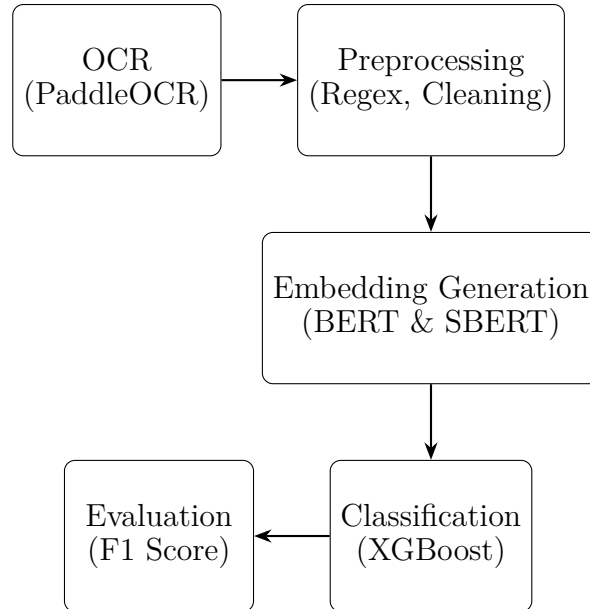 OCR
(PaddleOCR)
Preprocessing
(Regex, Cleaning)
Embedding Generation
(BERT & SBERT)
Classification
(XGBoost)
Evaluation
(F1 Score)